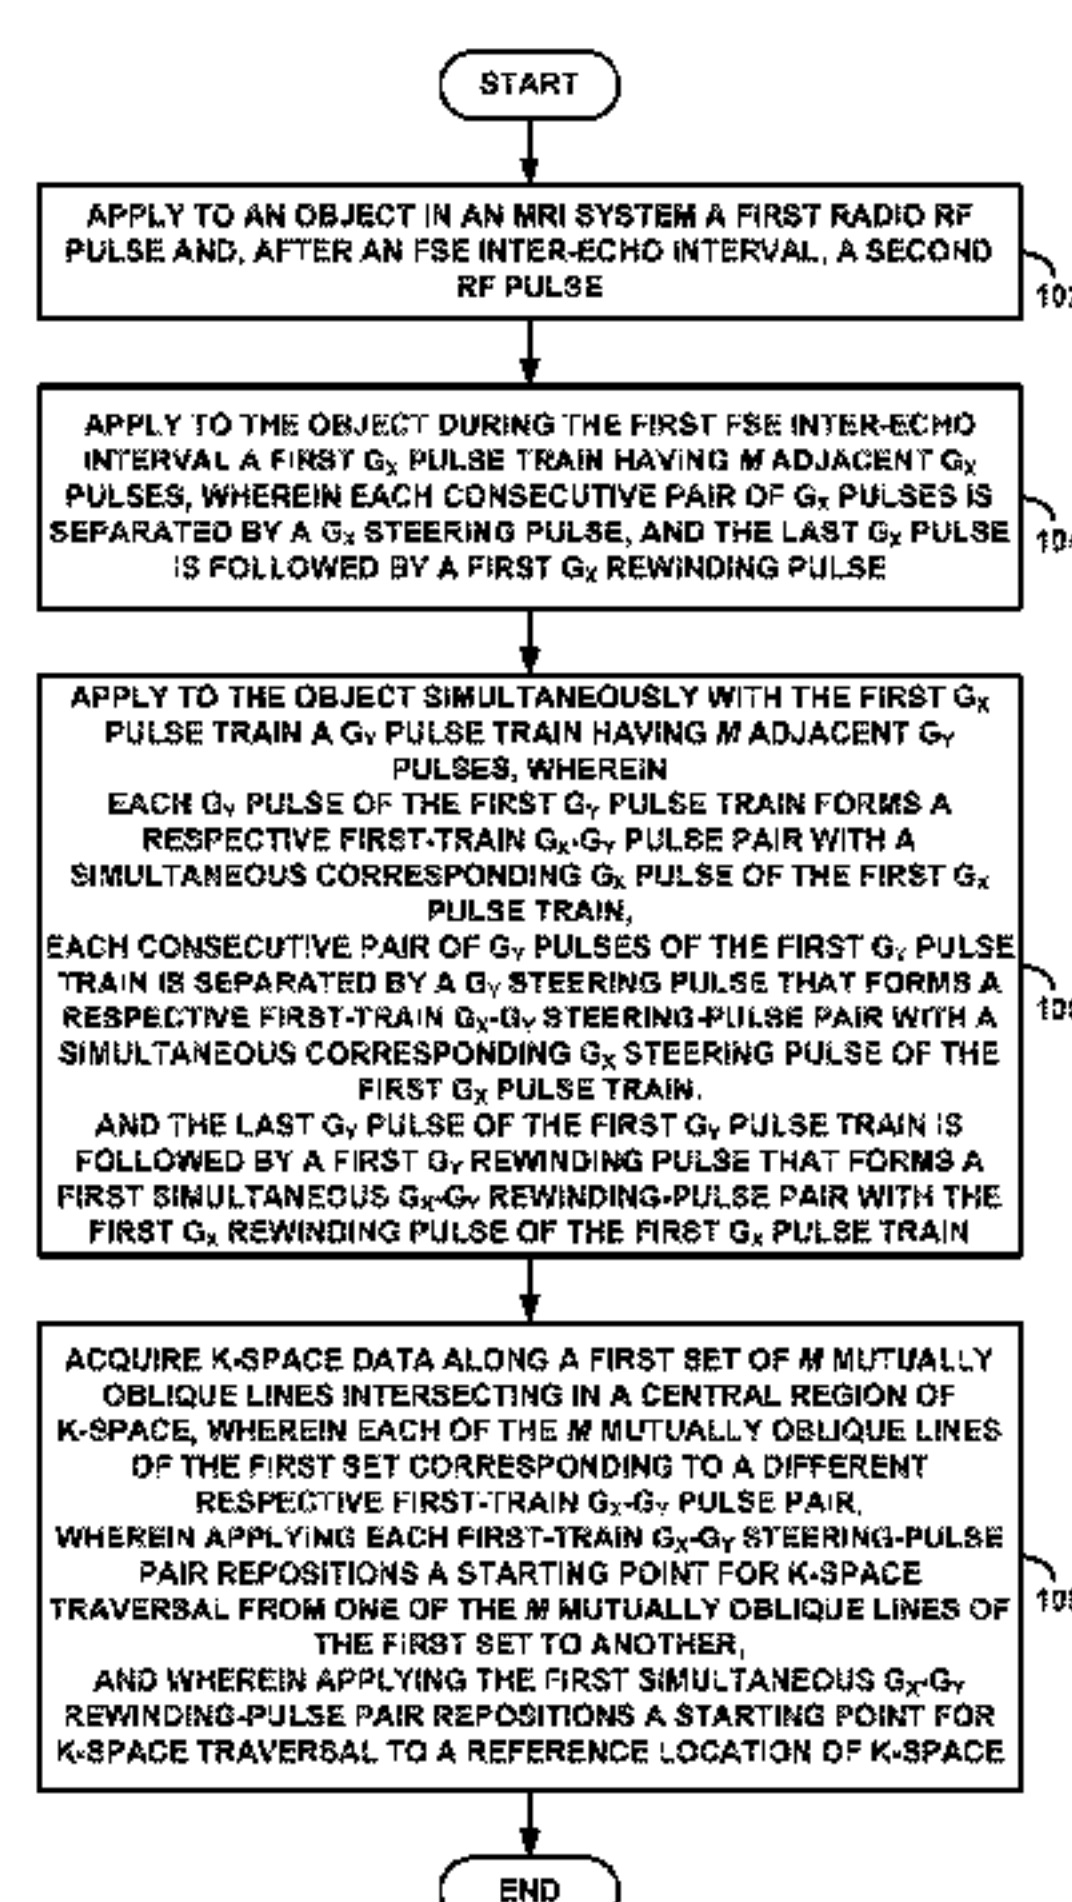 START
APPLY TO AN OBJECT IN AN MRI SYSTEM A FIRST RADIO RF
PULSE AND, AFTER AN FSE INTER-ECHO INTERVAL, A SECOND
RF PULSE
APPLY TO THE OBJECT DURING THE FIRST FSE INTER-ECHO
INTERVAL A FIRST GX PULSE TRAIN HAVING M ADJACENT GX
PULSES, WHEREIN EACH CONSECUTIVE PAIR OF GX PULSES IS
SEPARATED BY A GX STEERING PULSE, AND THE LAST GX PULSE
IS FOLLOWED BY A FIRST GX REWINDING PULSE
APPLY TO THE OBJECT SIMULTANEOUSLY WITH THE FIRST GX
PULSE TRAIN A GY PULSE TRAIN HAVING M ADJACENT GY
PULSES, WHEREIN
EACH GY PULSE OF THE FIRST GY PULSE TRAIN FORMS A
RESPECTIVE FIRST-TRAIN GX-GY PULSE PAIR WITH A
SIMULTANEOUS CORRESPONDING GX PULSE OF THE FIRST GX
PULSE TRAIN,
EACH CONSECUTIVE PAIR OF GY PULSES OF THE FIRST GY PULSE
TRAIN IS SEPARATED BY A GY STEERING PULSE THAT FORMS A
RESPECTIVE FIRST-TRAIN GX-GY STEERING-PULSE PAIR WITH A
SIMULTANEOUS CORRESPONDING GX STEERING PULSE OF THE
FIRST GX PULSE TRAIN.
AND THE LAST GY PULSE OF THE FIRST GY PULSE TRAIN IS
FOLLOWED BY A FIRST GY REWINDING PULSE THAT FORMS A
FIRST SIMULTANEOUS GX-GY REWINDING-PULSE PAIR WITH THE
FIRST GX REWINDING PULSE OF THE FIRST GX PULSE TRAIN
ACQUIRE K-SPACE DATA ALONG A FIRST SET OF M MUTUALLY
OBLIQUE LINES INTERSECTING IN A CENTRAL REGION OF
K-SPACE, WHEREIN EACH OF THE M MUTUALLY OBLIQUE LINES
OF THE FIRST SET CORRESPONDING TO A DIFFERENT
RESPECTIVE FIRST-TRAIN GX-GY PULSE PAIR,
WHEREIN APPLYING EACH FIRST-TRAIN GX-GY STEERING-PULSE
PAIR REPOSITIONS A STARTING POINT FOR K-SPACE
TRAVERSAL FROM ONE OF THE M MUTUALLY OBLIQUE LINES OF
THE FIRST SET TO ANOTHER,
AND WHEREIN APPLYING THE FIRST SIMULTANEOUS GX-GY
REWINDING-PULSE PAIR REPOSITIONS A STARTING POINT FOR
K-SPACE TRAVERSAL TO A REFERENCE LOCATION OF K-SPACE
END